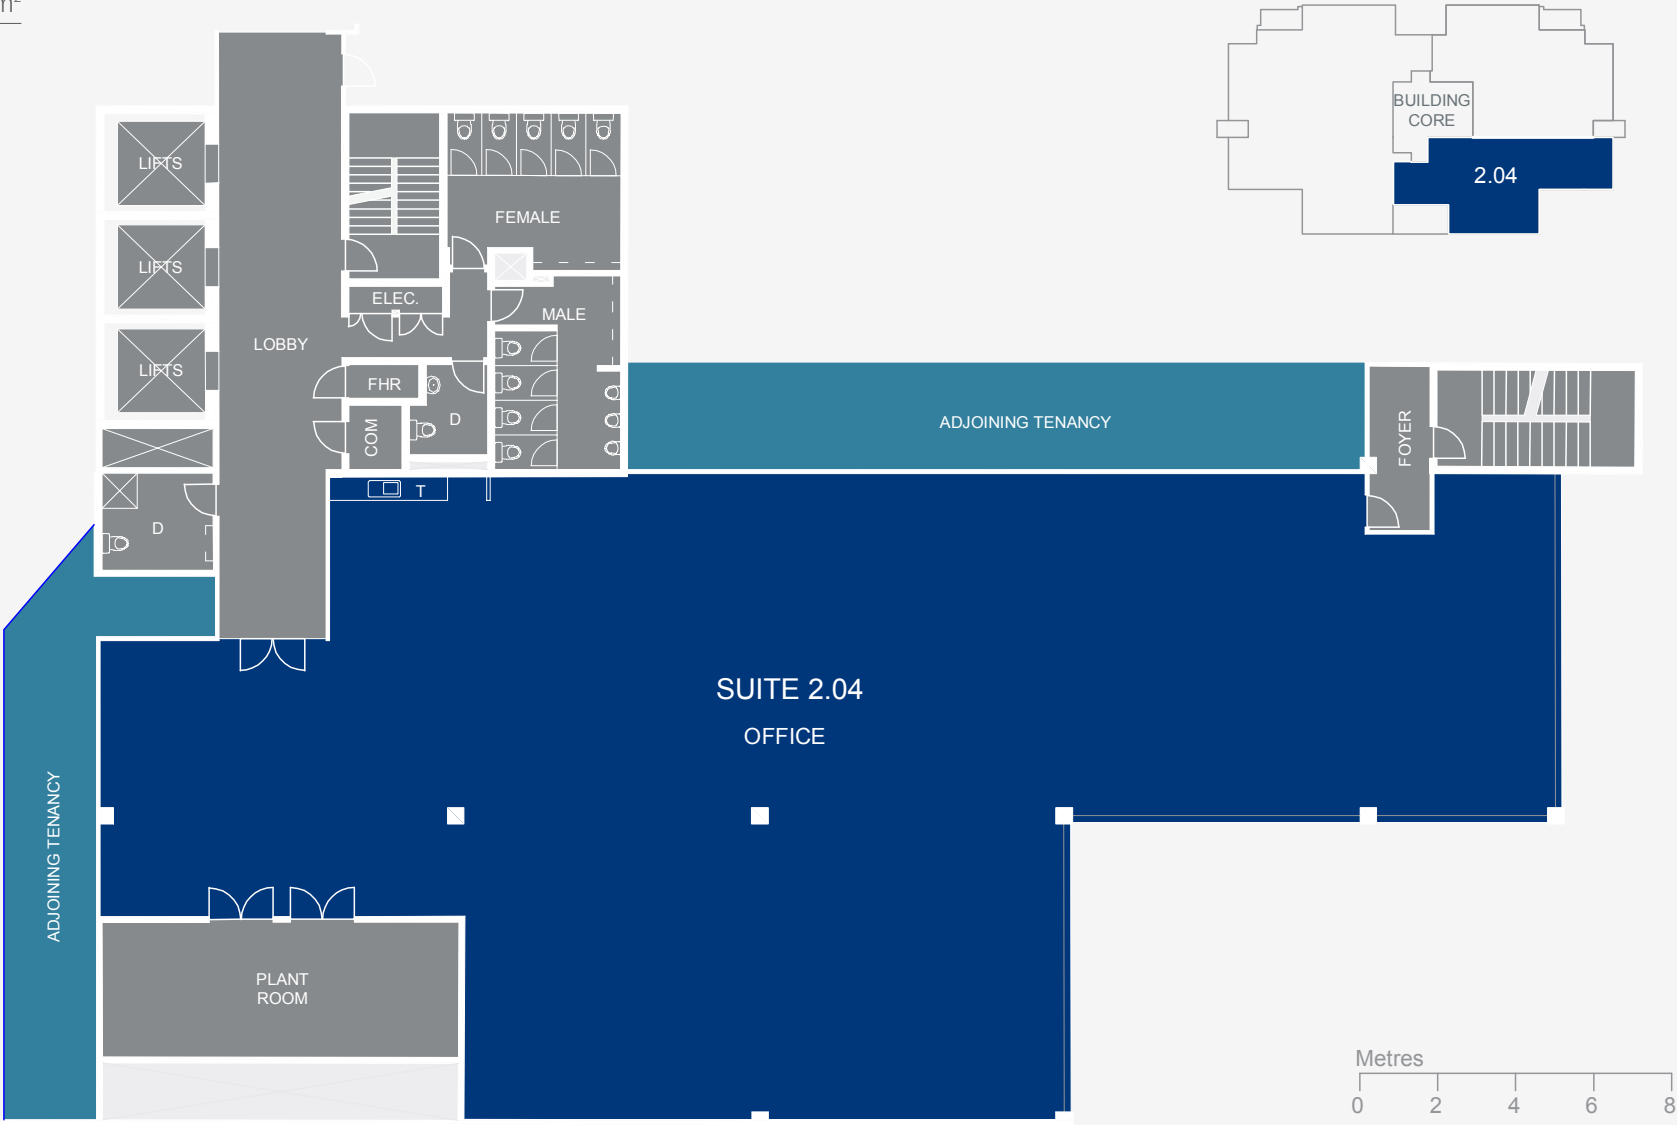 m²
BUILDING
CORE
2.04
LIFTS
FEMALE
LIFTS
ELEC.
MALE
LOBBY
LIFTS
FHR
COM
D
ADJOINING TENANCY
FOYER
T
D
SUITE 2.04
OFFICE
ADJOINING TENANCY
PLANT
ROOM
Metres
0 2 4 6 8